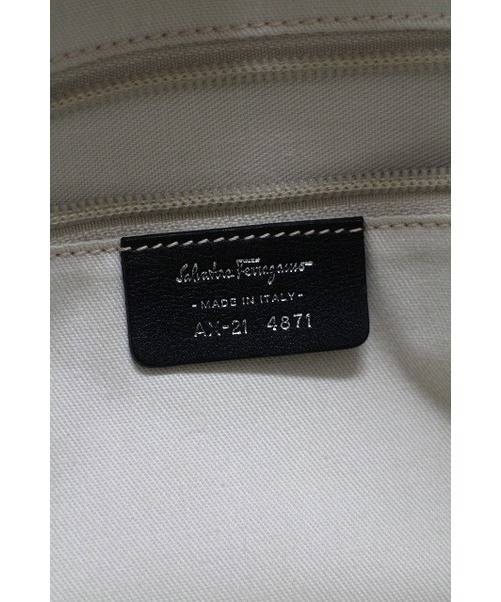 Salvatore Ferragamo
- MADE IN ITALY -
AX-21 4871